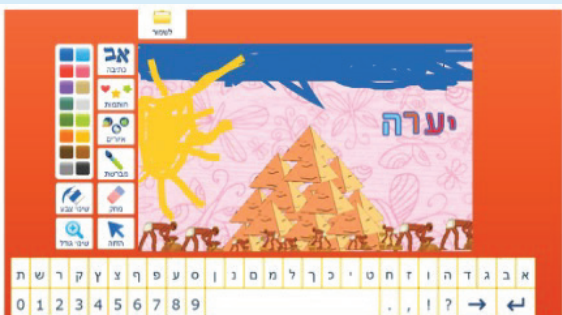 לשמור
אב
כתיבה
חותמות
איורים
מברשת
מחק
שינוי צבע
הזזה
שינוי גודל
יערה
א ב ג ד ה ו ז ח ט י כ ך ל מ ם נ ן ס ע פ ף צ ץ ק ר ש ת
0 1 2 3 4 5 6 7 8 9 . , ! ? → ↵